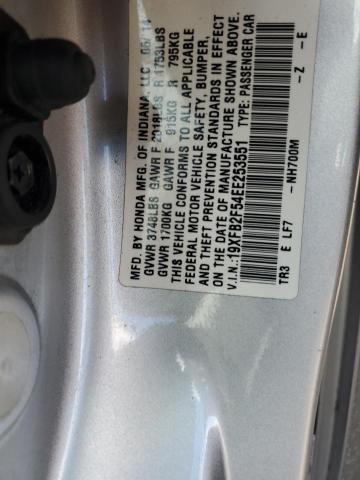 MFD. BY HONDA MFG. OF INDIANA, LLC. 06/14
GVWR 3748LBS GAWR F 2018LBS R 1753LBS
GVWR 1700KG GAWR F 915KG R 795KG
THIS VEHICLE CONFORMS TO ALL APPLICABLE
FEDERAL MOTOR VEHICLE SAFETY, BUMPER,
AND THEFT PREVENTION STANDARDS IN EFFECT
ON THE DATE OF MANUFACTURE SHOWN ABOVE.
V.I.N.:19XFB2F54EE253551 TYPE: PASSENGER CAR
NH700M Z E
TR3 E LF7